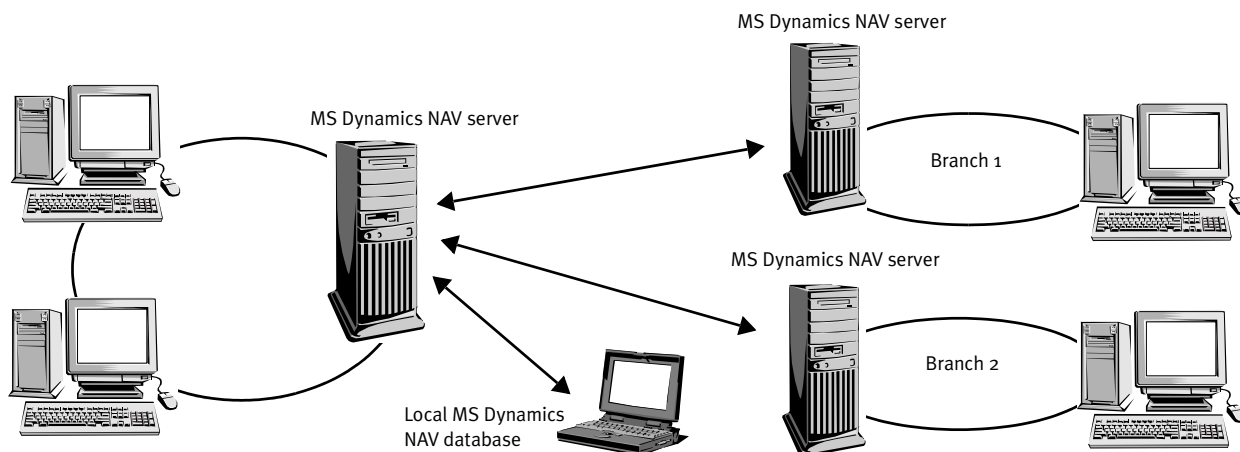 MS Dynamics NAV server
MS Dynamics NAV server
Branch 1
MS Dynamics NAV server
Branch 2
Local MS Dynamics
NAV database